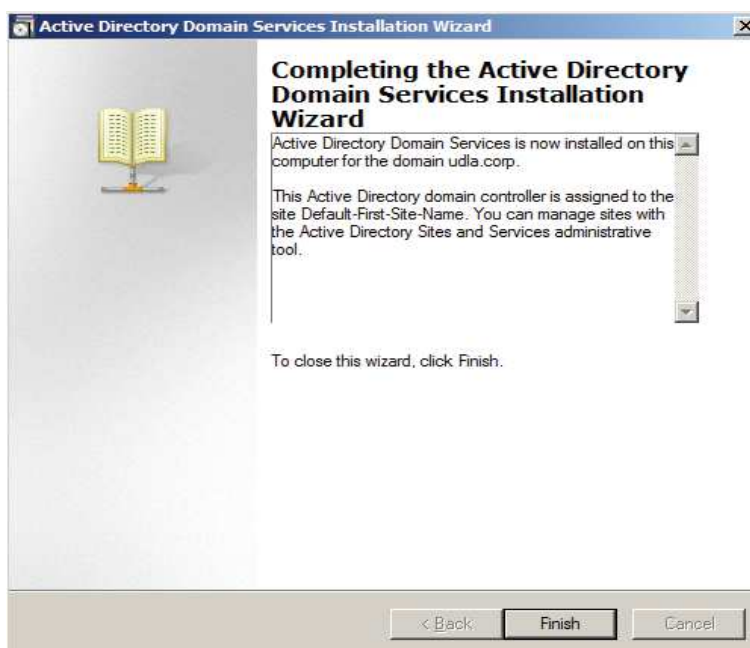 Active Directory Domain Services Installation Wizard
Completing the Active Directory
Domain Services Installation
Wizard
Active Directory Domain Services is now installed on this
computer for the domain udla.corp.
This Active Directory domain controller is assigned to the
site Default-First-Site-Name. You can manage sites with
the Active Directory Sites and Services administrative
tool.
To close this wizard, click Finish.
< Back Finish Cancel